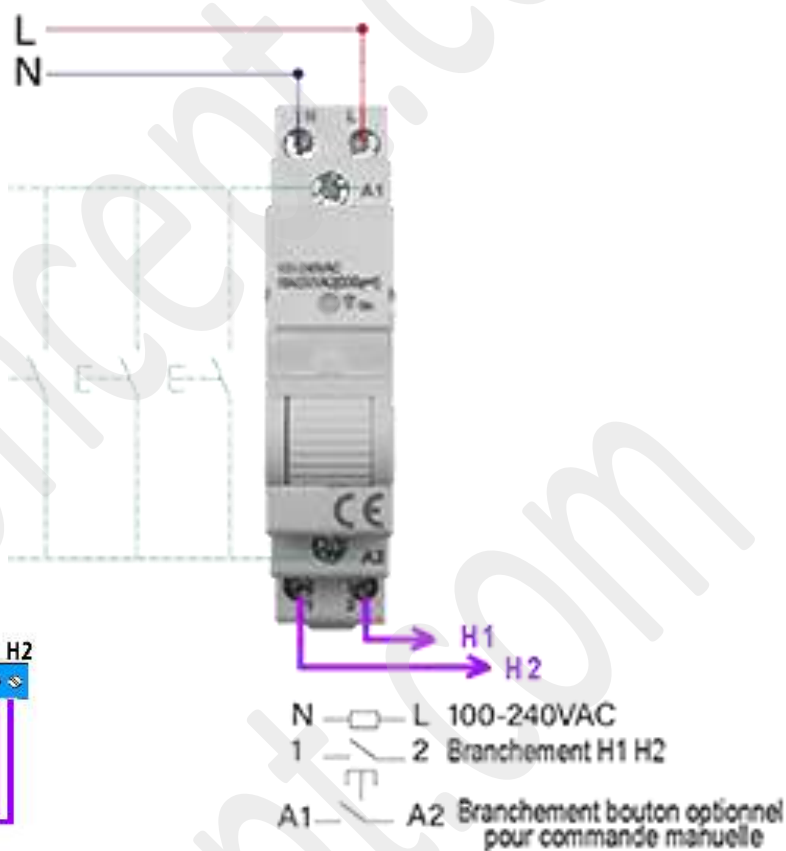 L
N
N L
A1
CE
A2
H1
H2
H2
N L 100-240VAC
1 2 Branchement H1 H2
A1 A2 Branchement bouton optionnel
pour commande manuelle